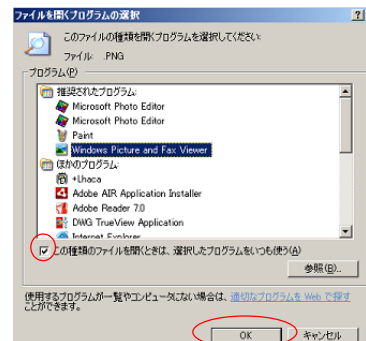 ファイルを開くプログラムの選択
このファイルの種類を開くプログラムを選択してください:
ファイル: .PNG
プログラム(P)
推奨されたプログラム:
Microsoft Photo Editor
Microsoft Photo Editor
Paint
Windows Picture and Fax Viewer
ほかのプログラム:
+Lhaca
Adobe AIR Application Installer
Adobe Reader 7.0
DWG TrueView Application
Internet Explorer
この種類のファイルを開くときは、選択したプログラムをいつも使う(A)
参照(B)...
使用するプログラムが一覧やコンピュータにない場合は、適切なプログラムを Web で探す
ことができます。
OK キャンセル